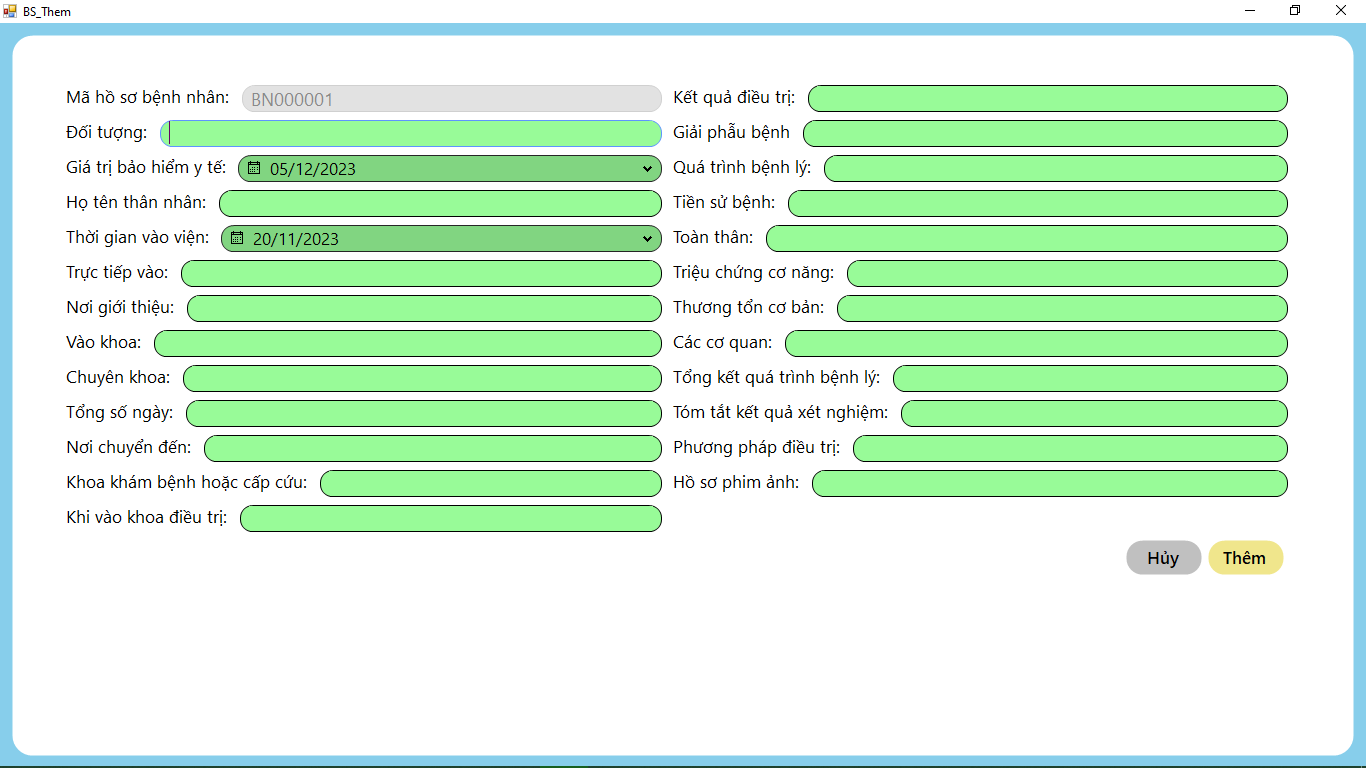 BS_Them
Mã hồ sơ bệnh nhân: BN000001
Đối tượng:
Giá trị bảo hiểm y tế: 05/12/2023
Họ tên thân nhân:
Thời gian vào viện: 20/11/2023
Trực tiếp vào:
Nơi giới thiệu:
Vào khoa:
Chuyên khoa:
Tổng số ngày:
Nơi chuyển đến:
Khoa khám bệnh hoặc cấp cứu:
Khi vào khoa điều trị:
Kết quả điều trị:
Giải phẫu bệnh
Quá trình bệnh lý:
Tiền sử bệnh:
Toàn thân:
Triệu chứng cơ năng:
Thương tổn cơ bản:
Các cơ quan:
Tổng kết quá trình bệnh lý:
Tóm tắt kết quả xét nghiệm:
Phương pháp điều trị:
Hồ sơ phim ảnh:
Hủy
Thêm